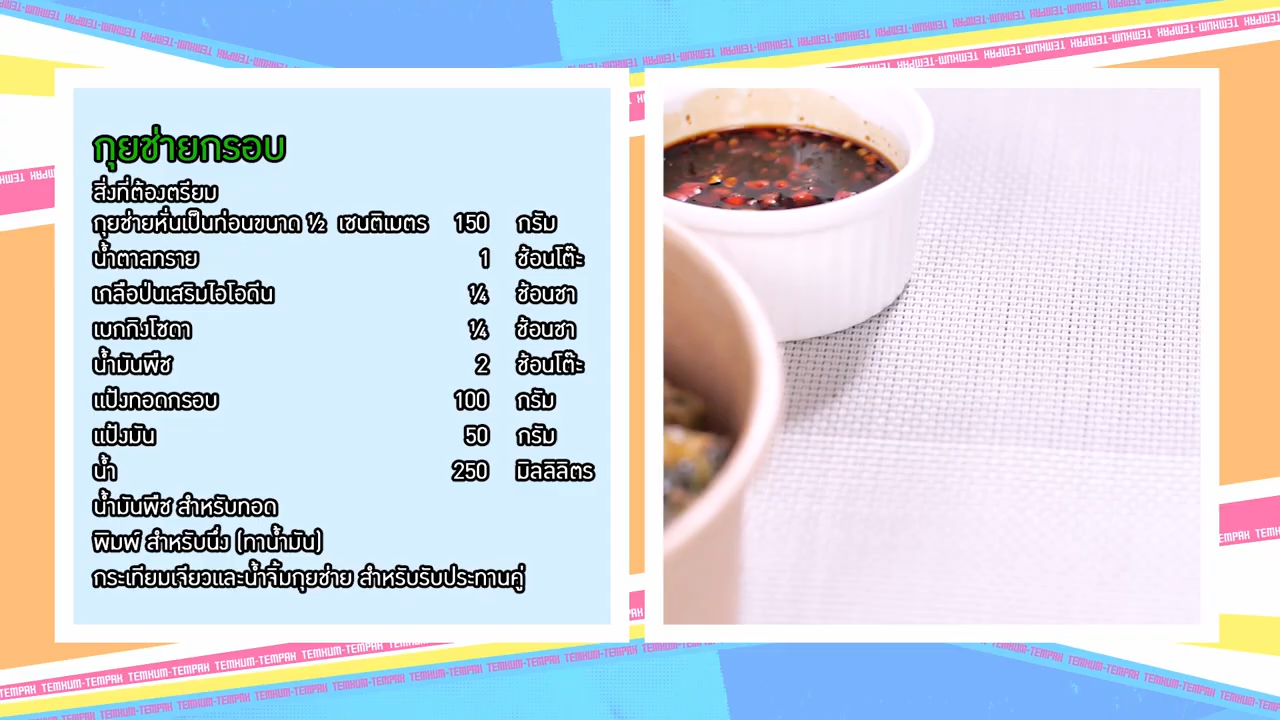 กุยช่ายกรอบ
สิ่งที่ต้องตรียม
กุยช่ายหั่นเป็นท่อนขนาด ½ เซนติเมตร 150 กรัม
น้ำตาลทราย 1 ช้อนโต๊ะ
เกลือป่นเสริมไอโอดีน ¼ ช้อนชา
เบกกิงโซดา ¼ ช้อนชา
น้ำมันพืช 2 ช้อนโต๊ะ
แป้งทอดกรอบ 100 กรัม
แป้งมัน 50 กรัม
น้ำ 250 มิลลิลิตร
น้ำมันพืช สำหรับทอด
พิมพ์ สำหรับนึ่ง (ทาน้ำมัน)
กระเทียมเจียวและน้ำจิ้มกุยช่าย สำหรับรับประทานคู่
TEMHUM-TEMPAH TEMHUM-TEMPAH TEMHUM-TEMPAH TEMHUM-TEMPAH